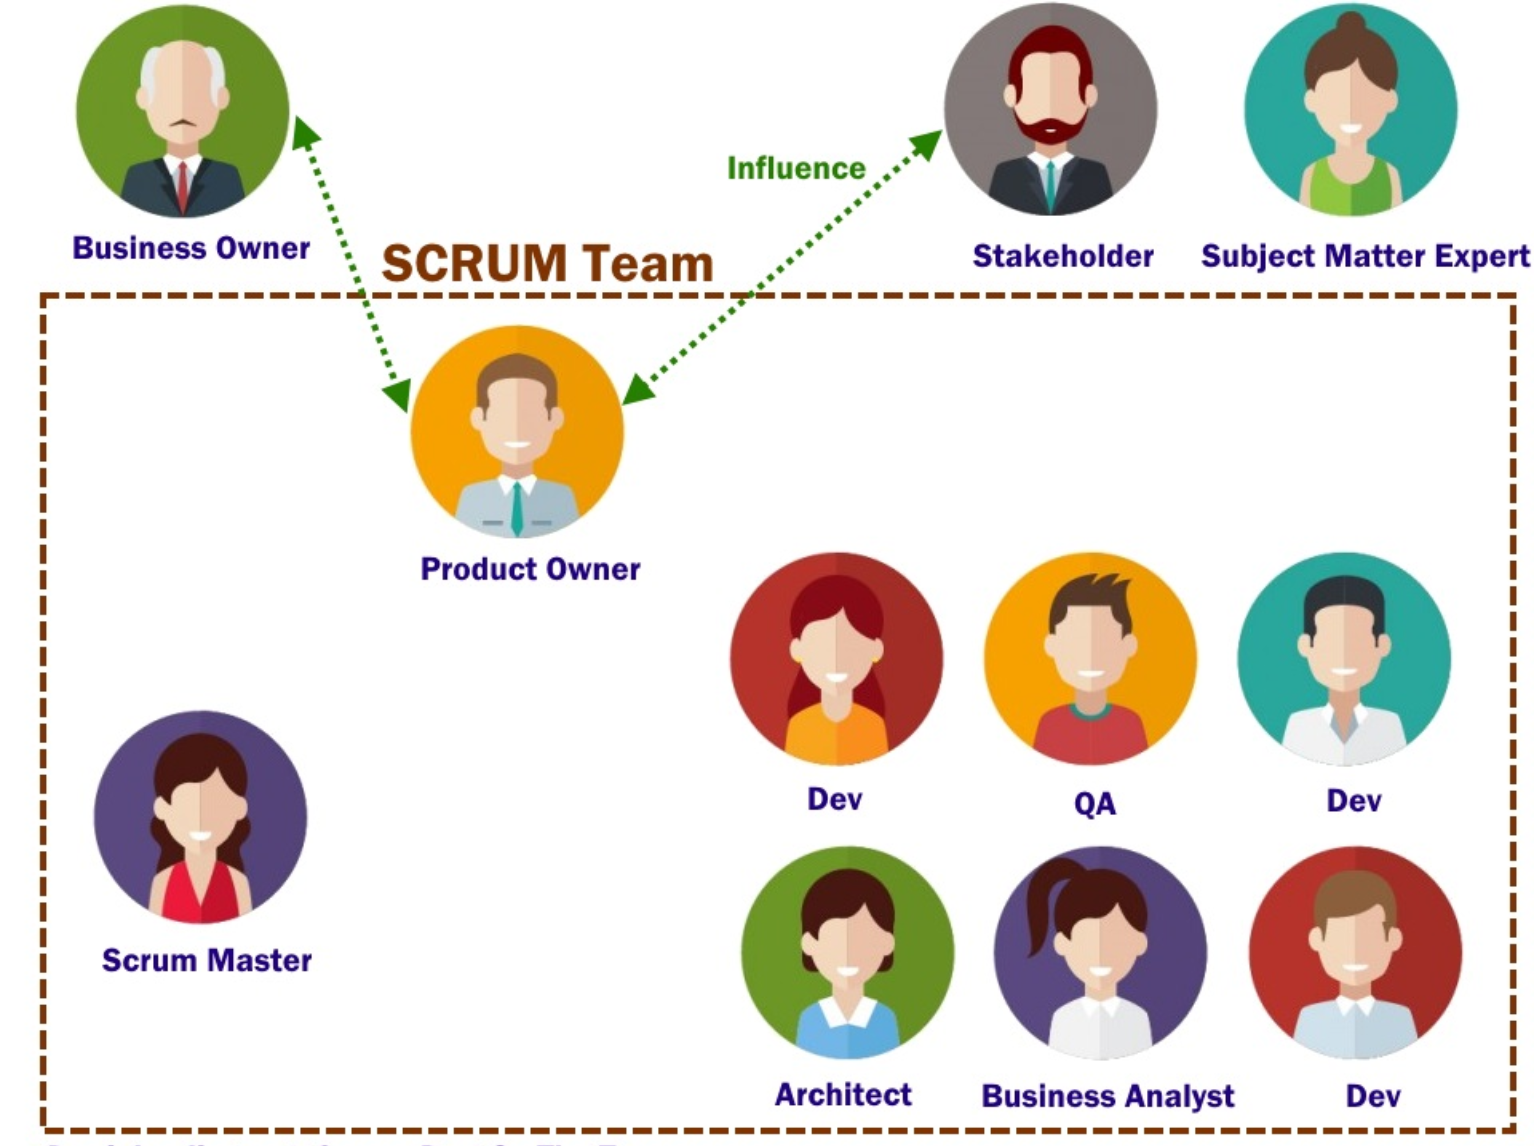 Influence
Business Owner
Stakeholder
Subject Matter Expert
SCRUM Team
Product Owner
Dev
QA
Dev
Scrum Master
Architect
Business Analyst
Dev